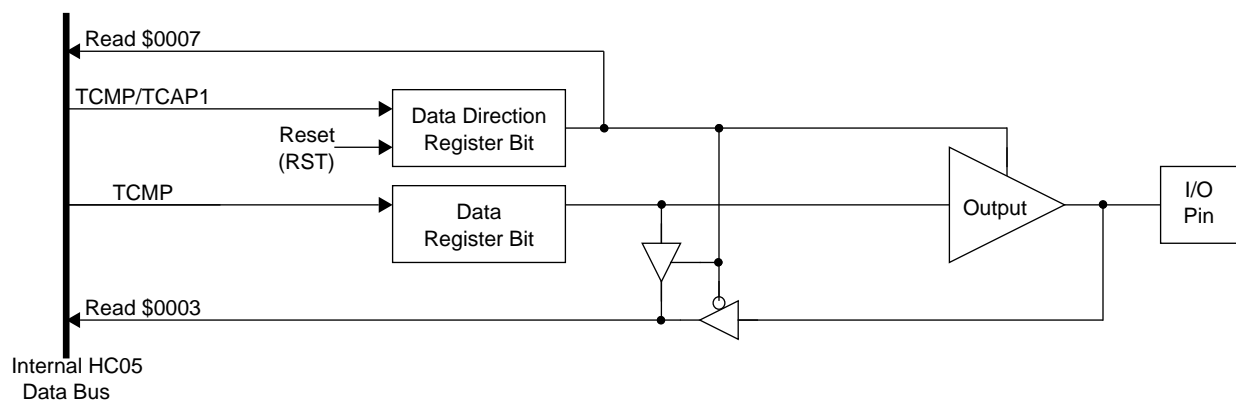 Read $0007
TCMP/TCAP1
Data Direction
Register Bit
Reset
(RST)
TCMP
Data
Register Bit
Output
I/O
Pin
Read $0003
Internal HC05
Data Bus